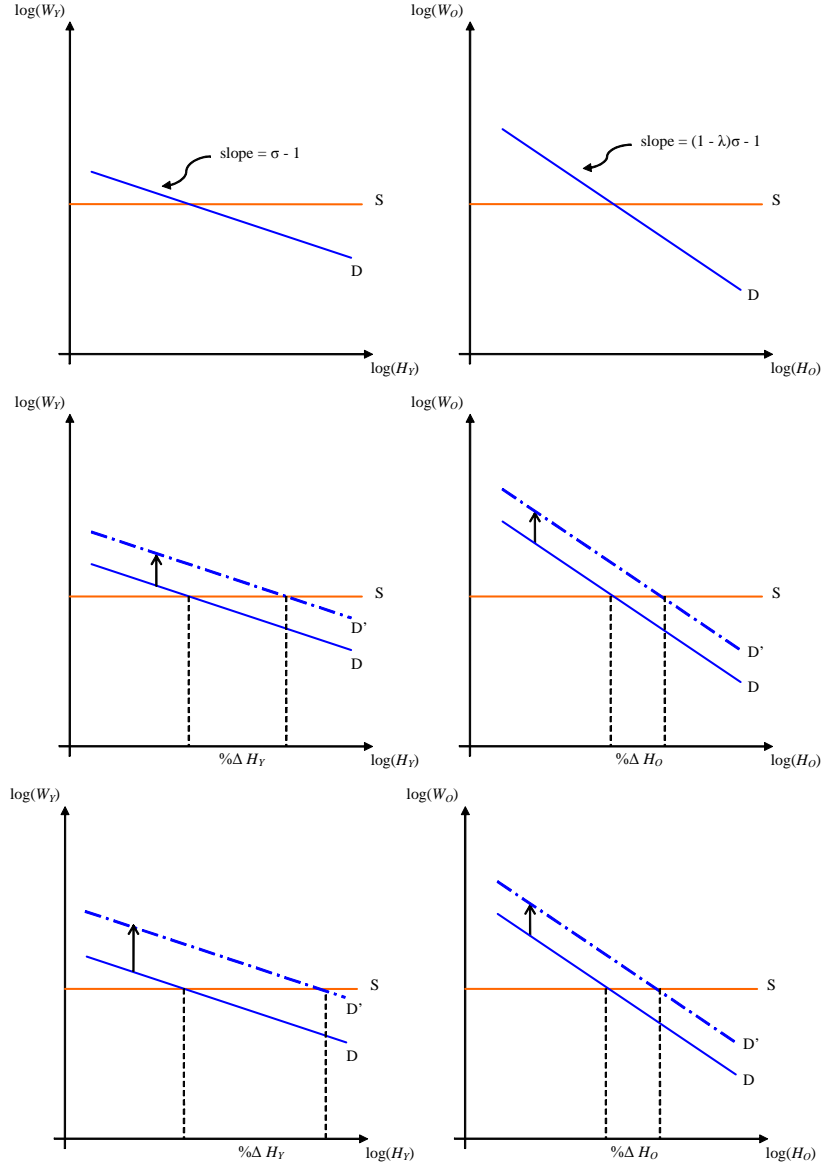 log(W_Y)
slope = σ - 1
S
D
log(H_Y)
log(W_O)
slope = (1 - λ)σ - 1
S
D
log(H_O)
log(W_Y)
S
D’
D
%Δ H_Y
log(H_Y)
log(W_O)
S
D’
D
%Δ H_O
log(H_O)
log(W_Y)
S
D’
D
%Δ H_Y
log(H_Y)
log(W_O)
S
D’
D
%Δ H_O
log(H_O)